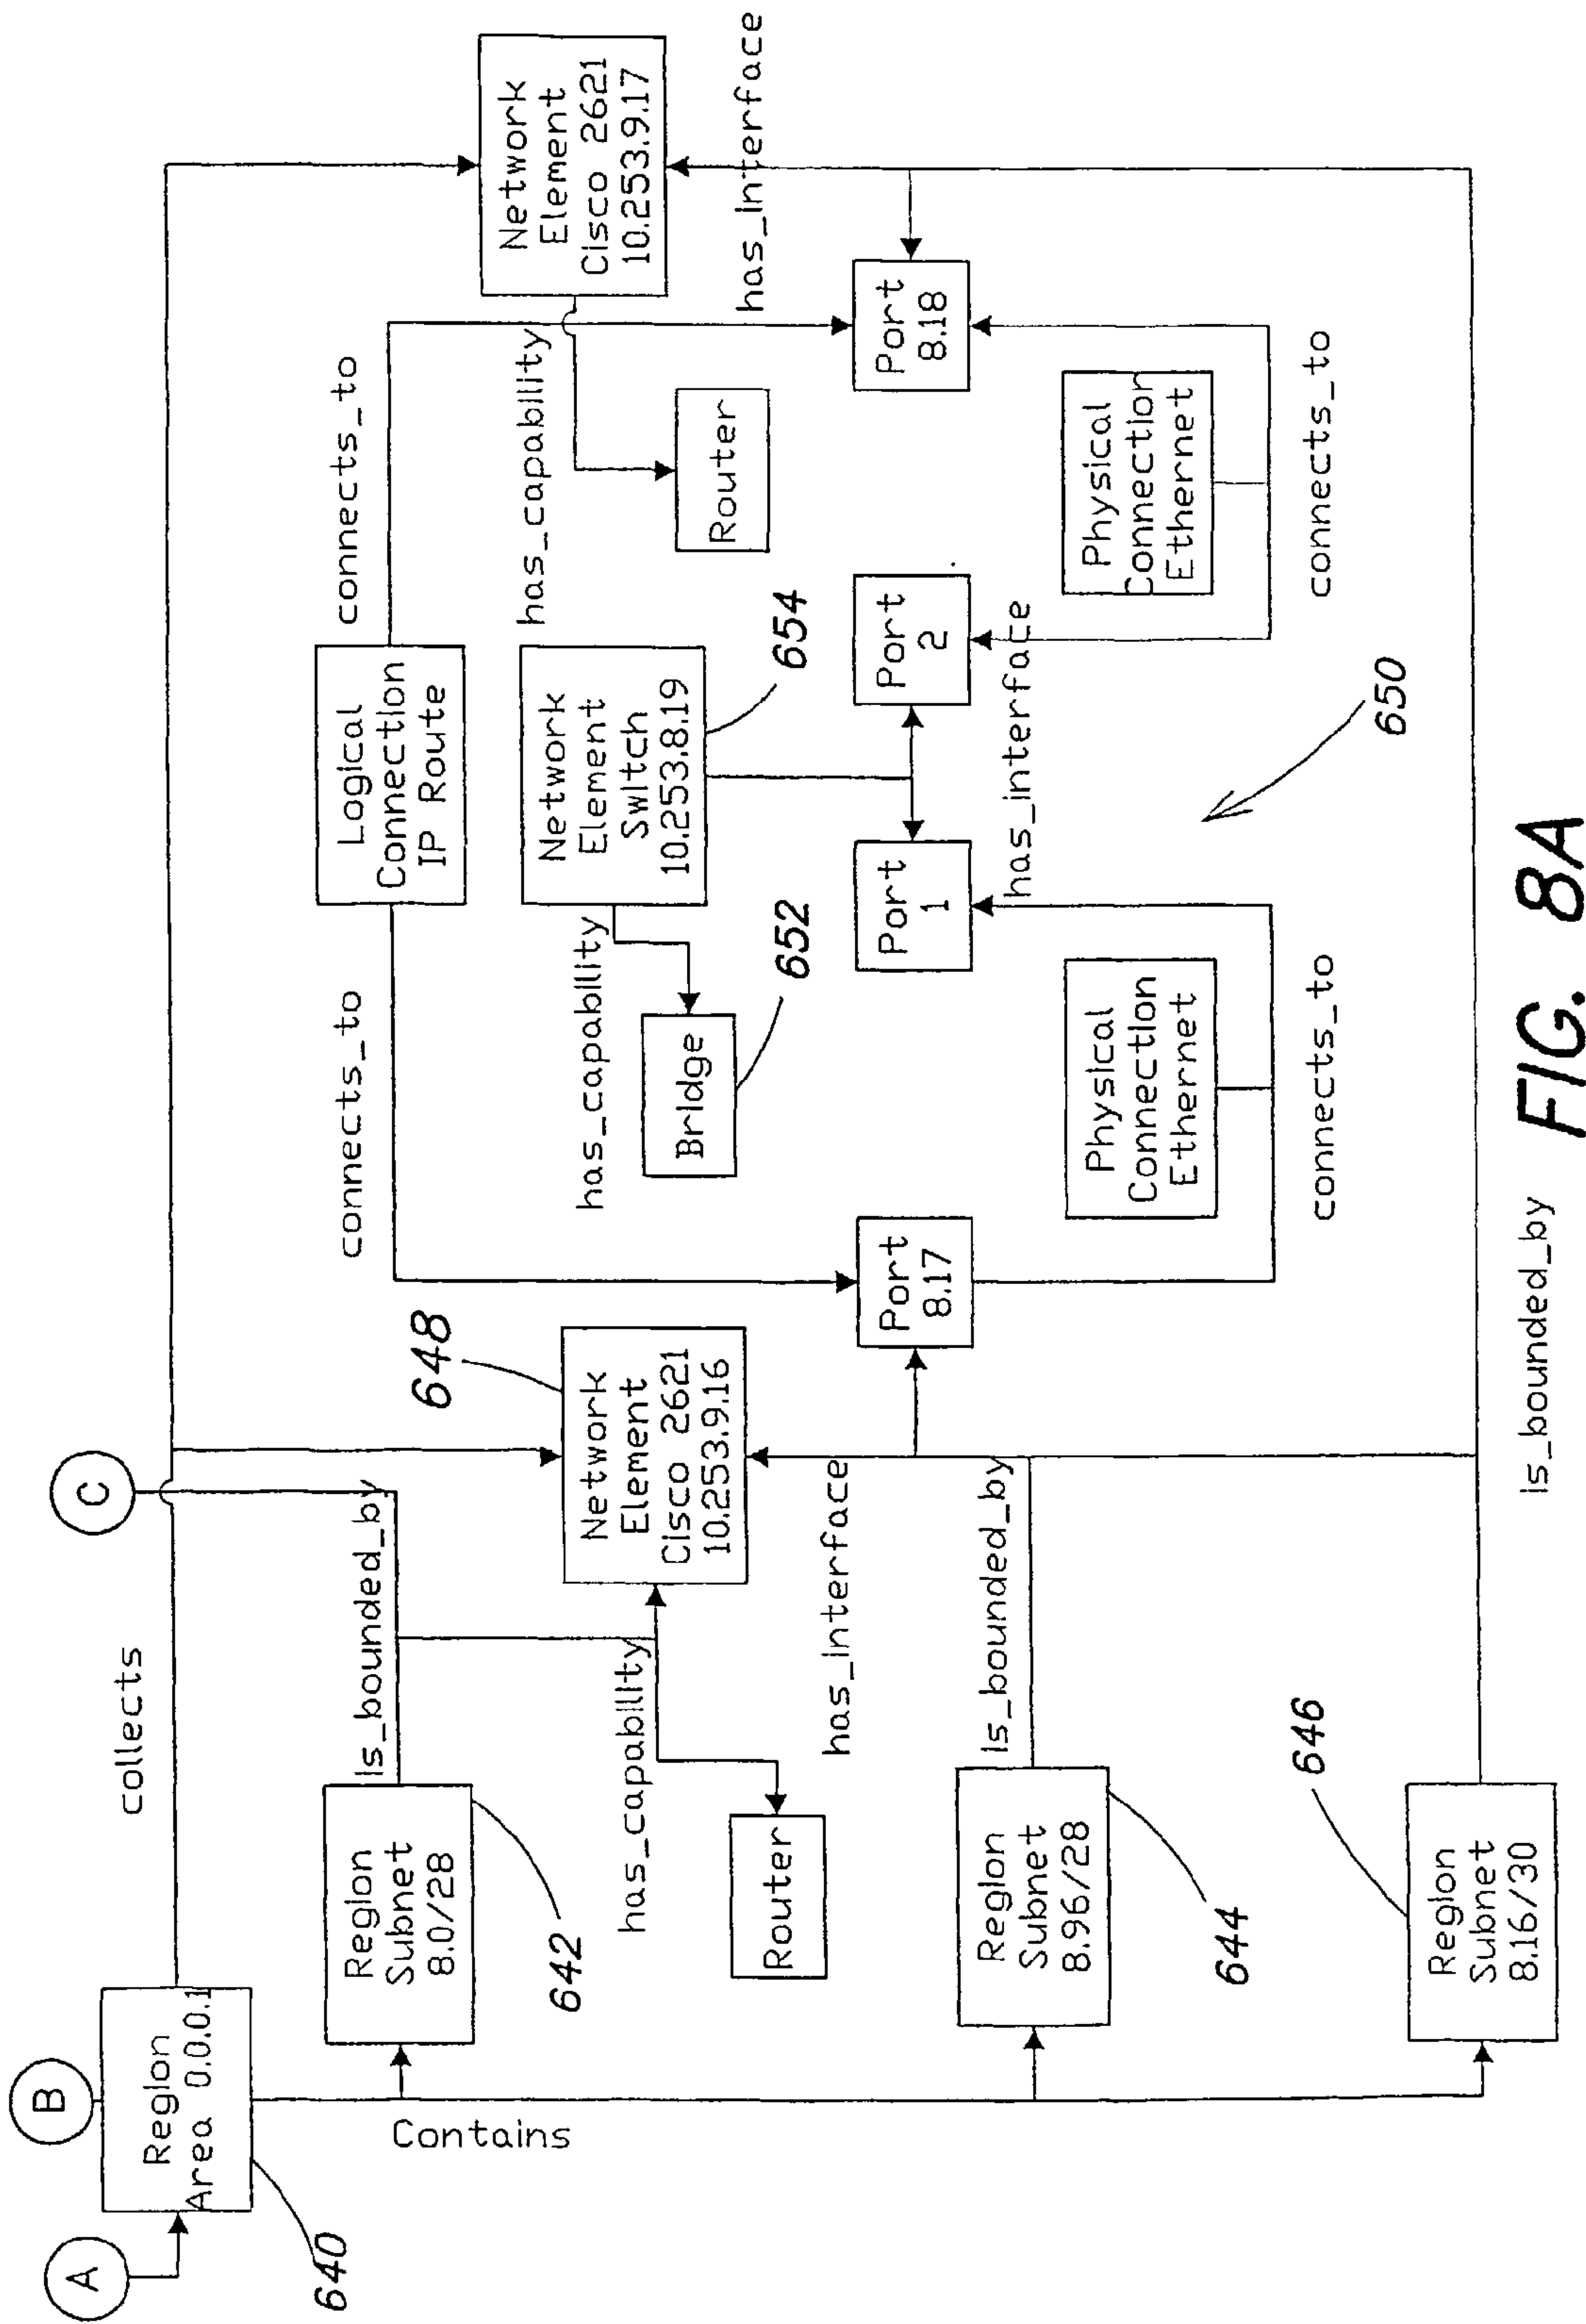 A
B
C
Region
Area 0.0.0.1
640
collects
Contains
Region
Subnet
8.0/28
642
is_bounded_by
has_capability
Router
Network
Element
Cisco 2621
10.253.9.16
648
has_interface
Region
Subnet
8.96/28
644
is_bounded_by
Region
Subnet
8.16/30
646
is_bounded_by
Port
8.17
connects_to
Logical
Connection
IP Route
connects_to
Network
Element
Switch
10.253.8.19
654
has_capability
Bridge
652
Port
1
Port
2
has_interface
Physical
Connection
Ethernet
connects_to
650
Network
Element
Cisco 2621
10.253.9.17
has_capability
Router
has_interface
Port
8.18
Physical
Connection
Ethernet
connects_to
FIG. 8A